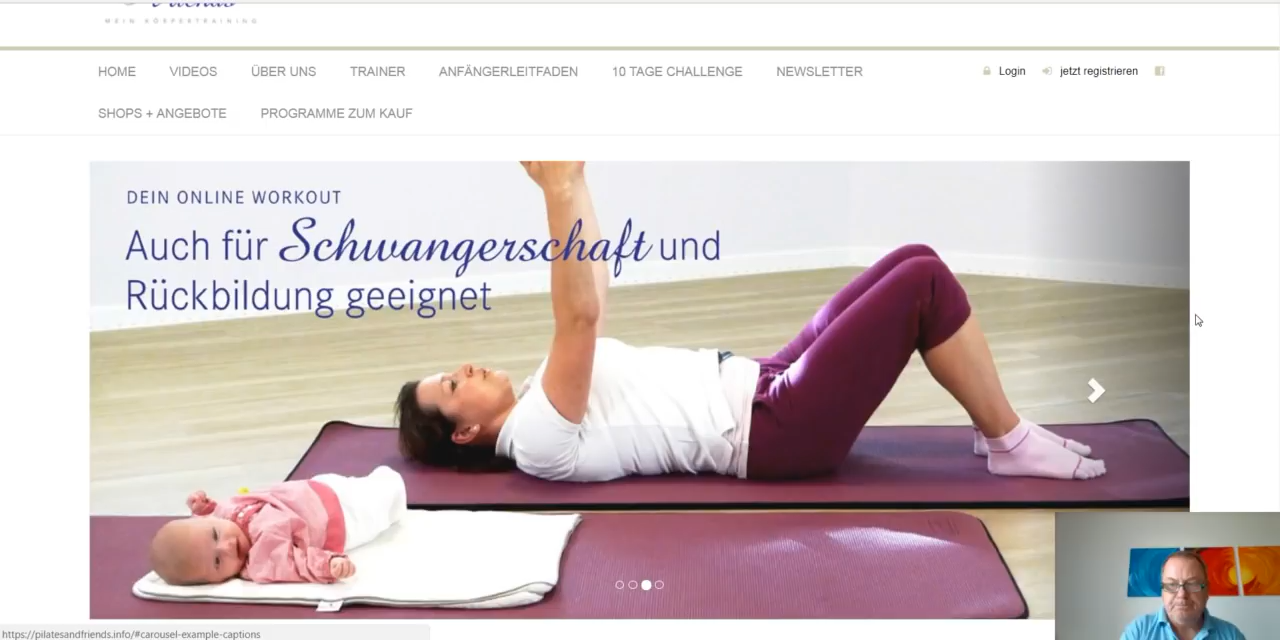 MEIN KÖRPERTRAINING
HOME VIDEOS ÜBER UNS TRAINER ANFÄNGERLEITFADEN 10 TAGE CHALLENGE NEWSLETTER Login jetzt registrieren
SHOPS + ANGEBOTE PROGRAMME ZUM KAUF
DEIN ONLINE WORKOUT
Auch für Schwangerschaft und
Rückbildung geeignet
https://pilatesandfriends.info/#carousel-example-captions